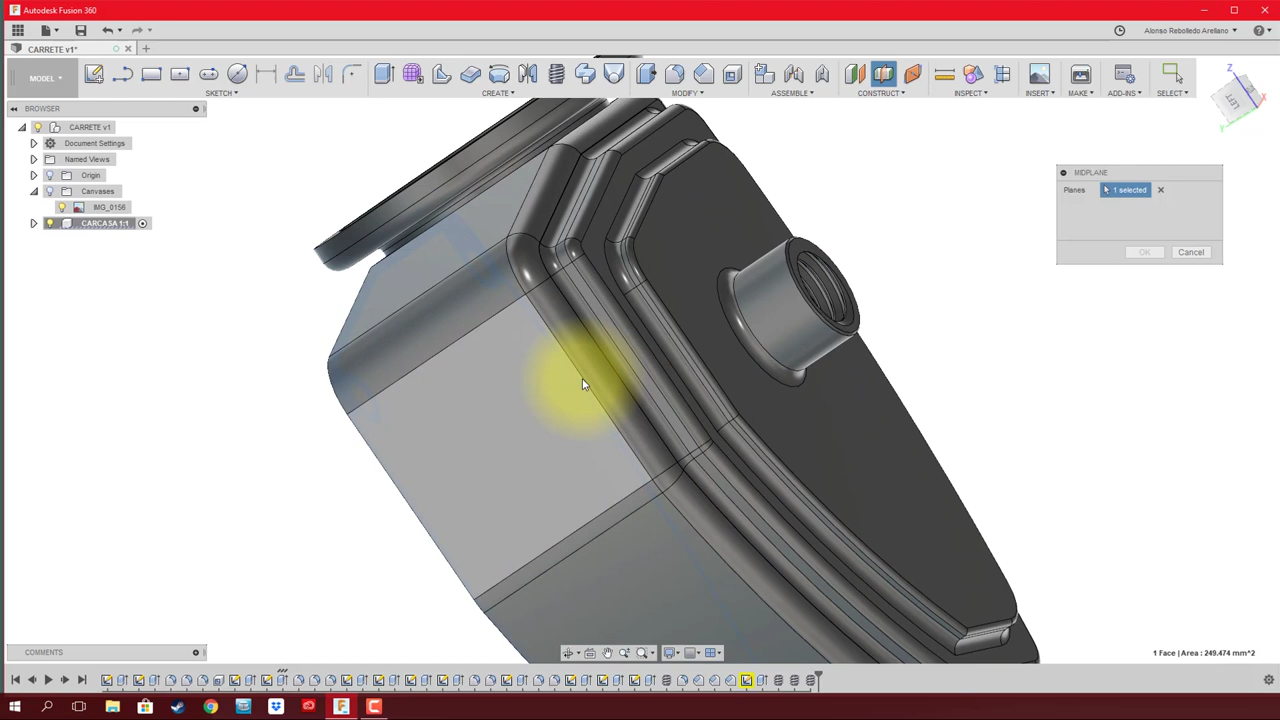 Autodesk Fusion 360
Alonso Rebolledo Arellano
CARRETE v1*
MODEL
SKETCH
CREATE
MODIFY
ASSEMBLE
CONSTRUCT
INSPECT
INSERT
MAKE
ADD-INS
SELECT
BROWSER
CARRETE v1
Document Settings
Named Views
Origin
Canvases
IMG_0156
CARCASA 1:1
Z
LEFT
MIDPLANE
Planes
1 selected
OK
Cancel
COMMENTS
1 Face | Area : 249.474 mm^2